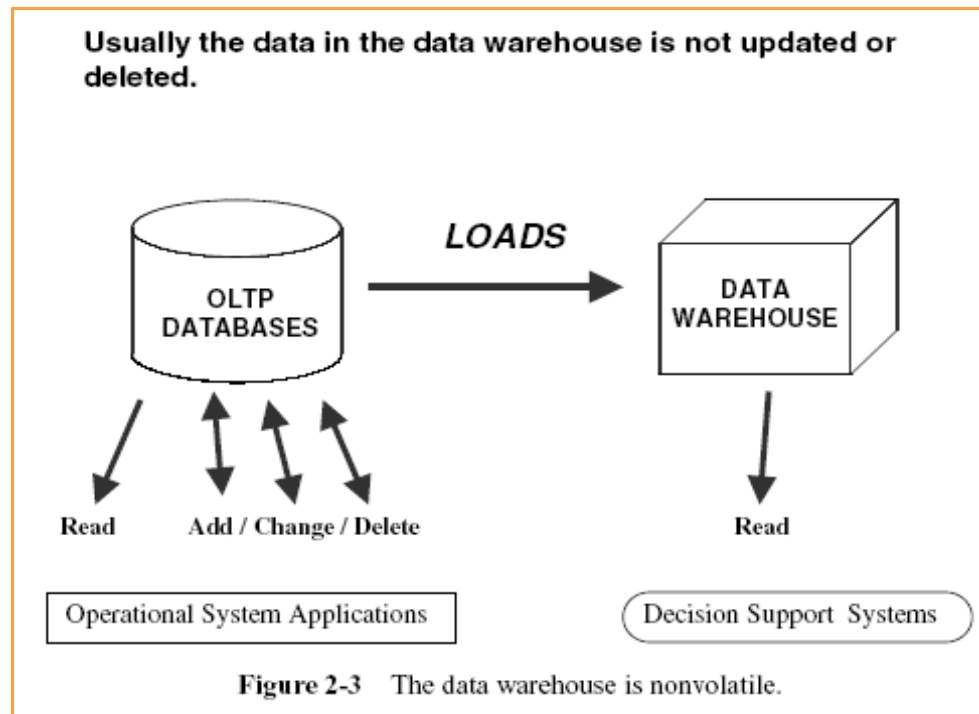 Usually the data in the data warehouse is not updated or
deleted.
LOADS
OLTP
DATABASES
DATA
WAREHOUSE
Read
Add / Change / Delete
Read
Operational System Applications
Decision Support Systems
Figure 2-3 The data warehouse is nonvolatile.